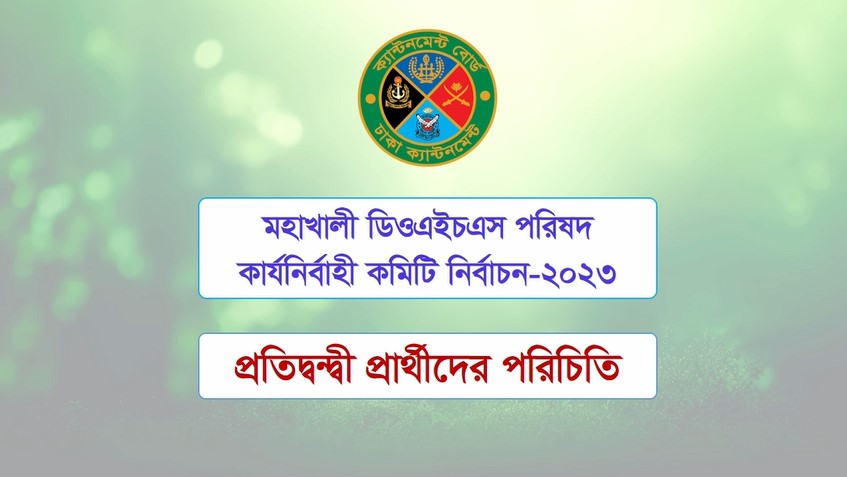 ক্যান্টনমেন্ট বোর্ড
ঢাকা ক্যান্টনমেন্ট
মহাখালী ডিওএইচএস পরিষদ
কার্যনির্বাহী কমিটি নির্বাচন-২০২৩
প্রতিদ্বন্দ্বী প্রার্থীদের পরিচিতি